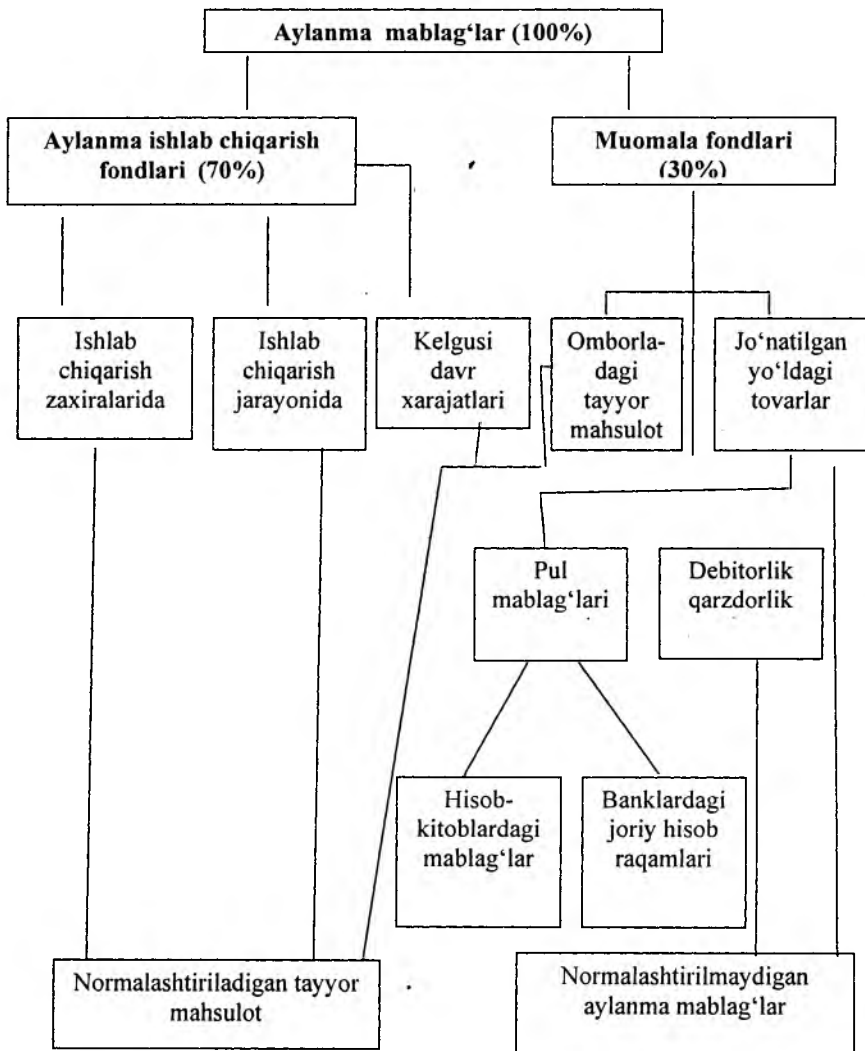 Aylanma mablag‘lar (100%)
Aylanma ishlab chiqarish
fondlari (70%)
Muomala fondlari
(30%)
Ishlab
chiqarish
zaxiralarida
Ishlab
chiqarish
jarayonida
Kelgusi
davr
xarajatlari
Omborla-
dagi
tayyor
mahsulot
Jo‘natilgan
yo‘ldagi
tovarlar
Pul
mablag‘lari
Debitorlik
qarzdorlik
Hisob-
kitoblardagi
mablag‘lar
Banklardagi
joriy hisob
raqamlari
Normalashtiriladigan tayyor
mahsulot
Normalashtirilmaydigan
aylanma mablag‘lar